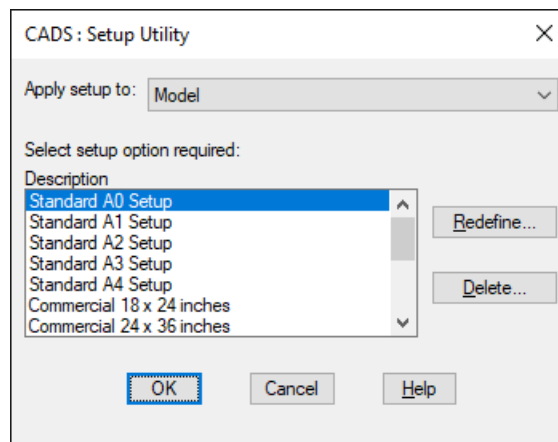 CADS : Setup Utility
Apply setup to: Model
Select setup option required:
Description
Standard A0 Setup
Standard A1 Setup
Standard A2 Setup
Standard A3 Setup
Standard A4 Setup
Commercial 18 x 24 inches
Commercial 24 x 36 inches
Redefine...
Delete...
OK Cancel Help